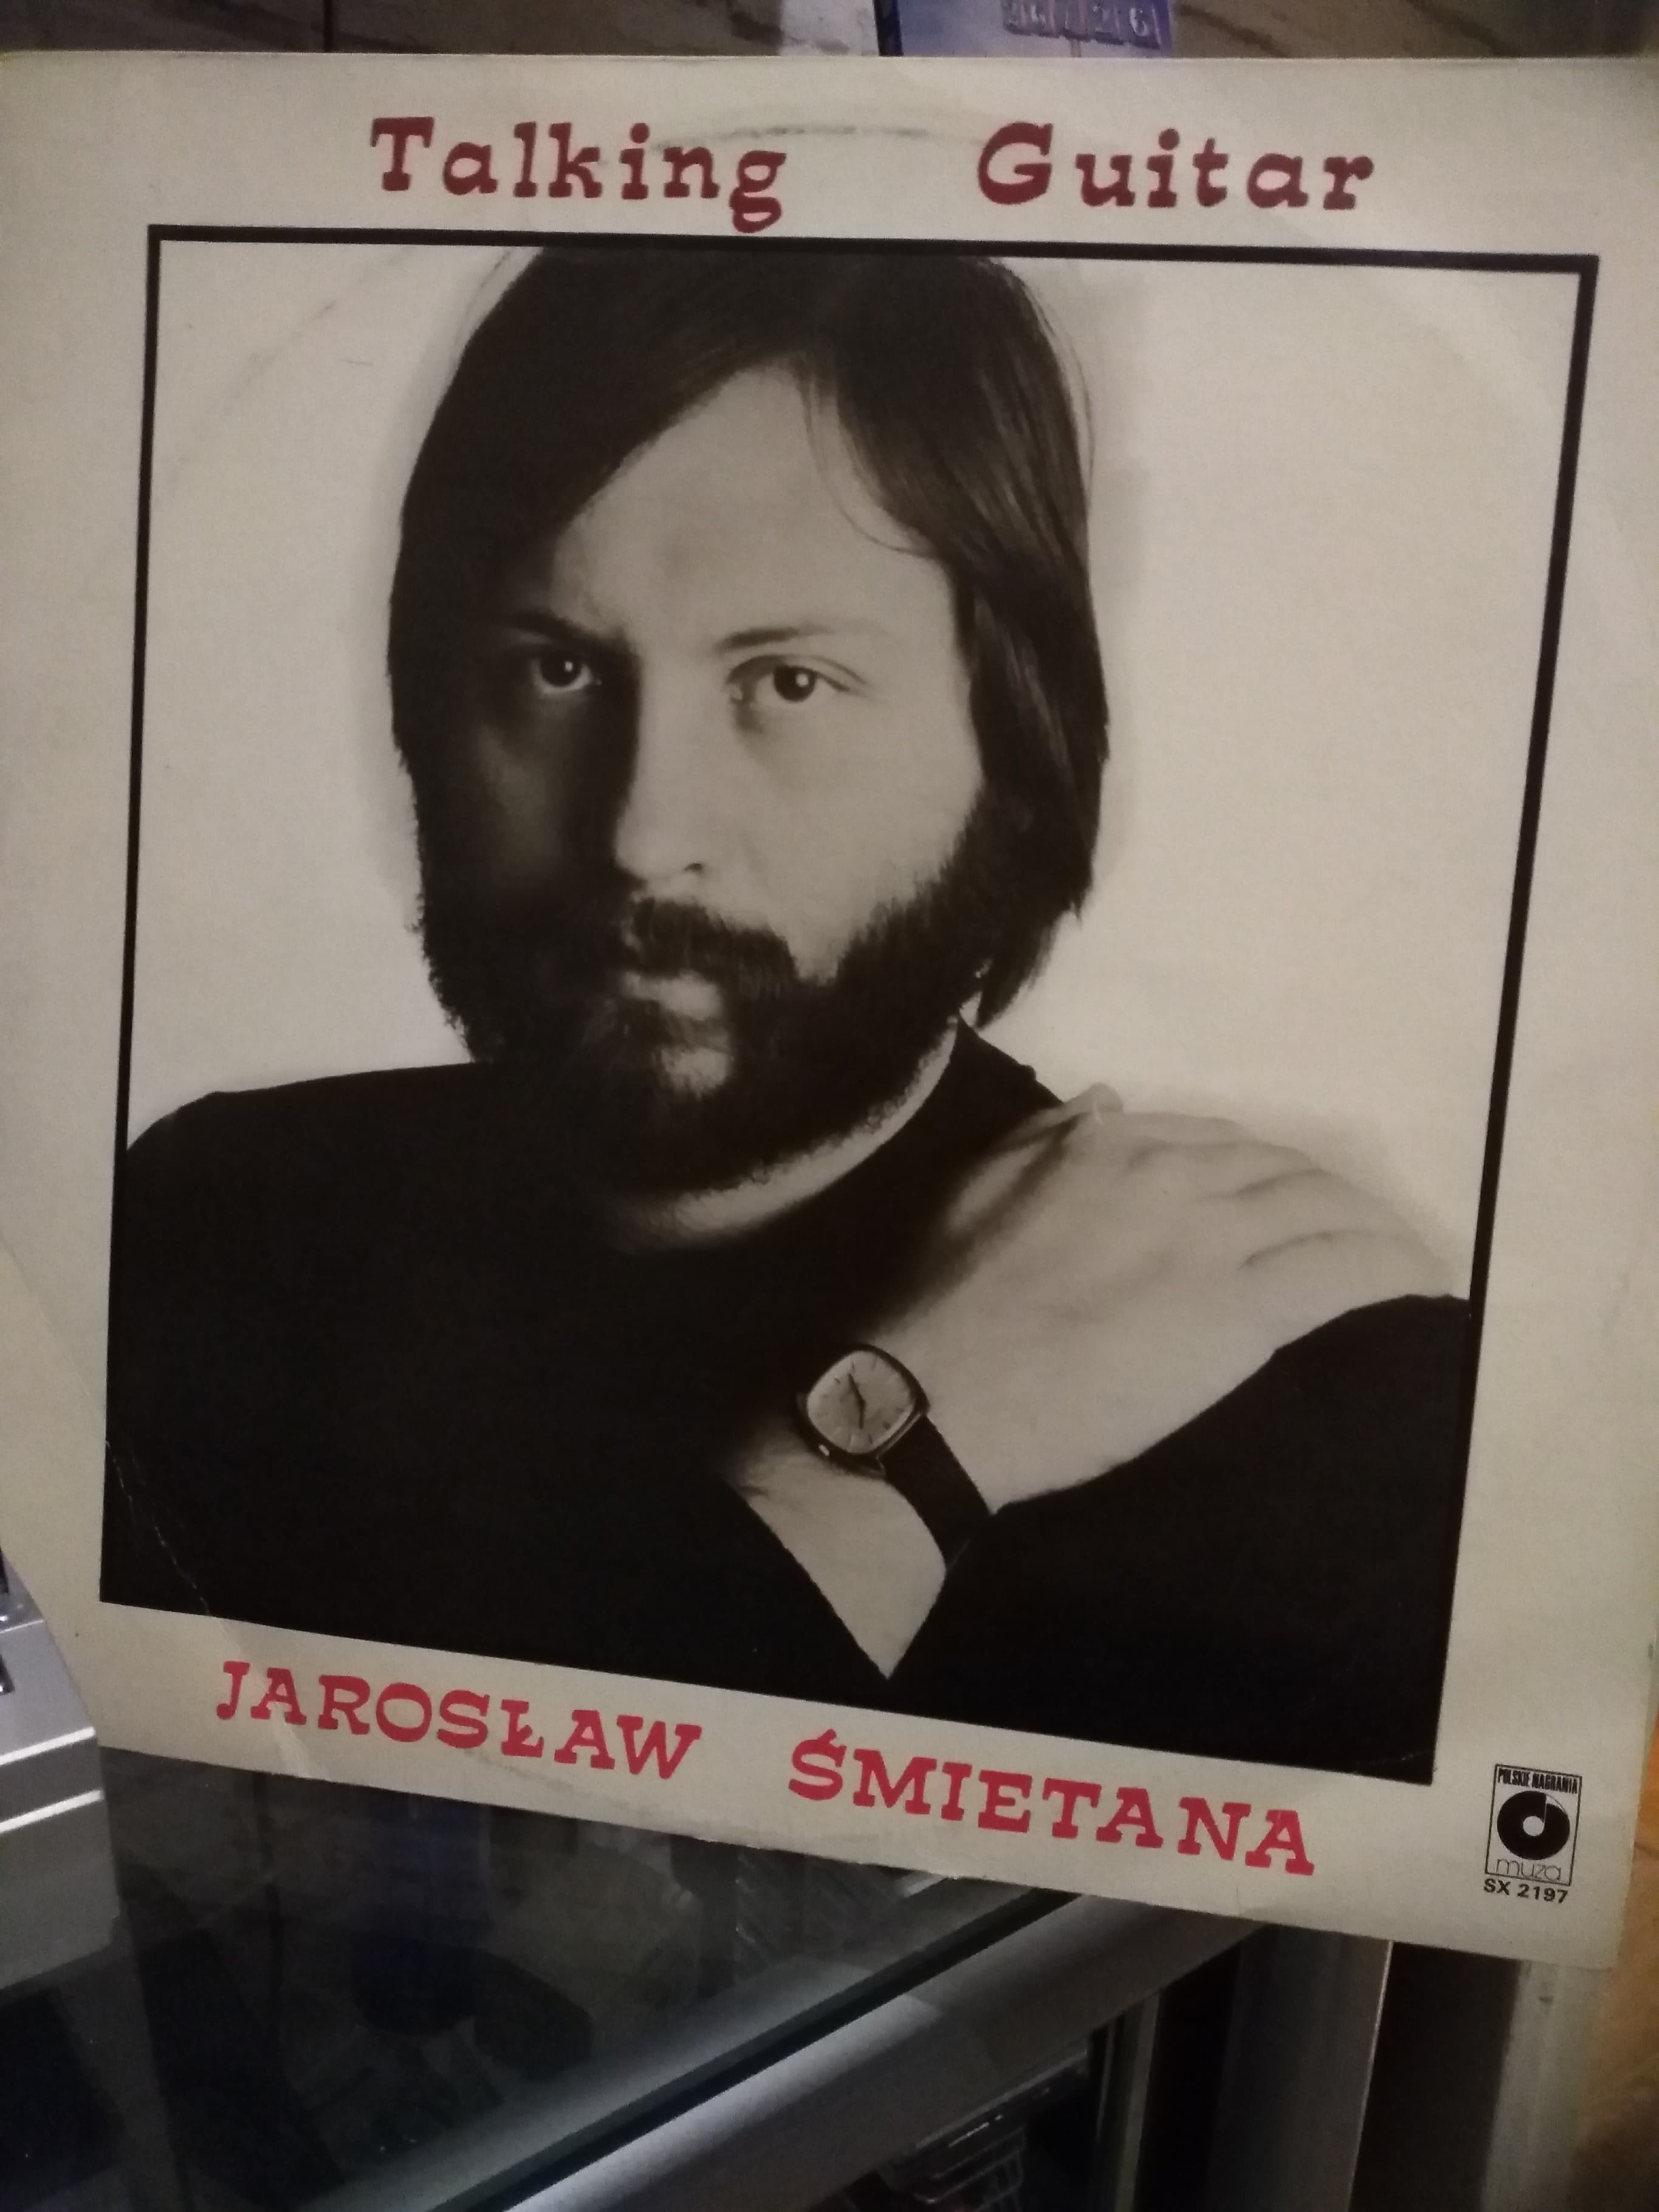 Talking Guitar
JAROSŁAW ŚMIETANA
POLSKIE NAGRANIA
muza
SX 2197